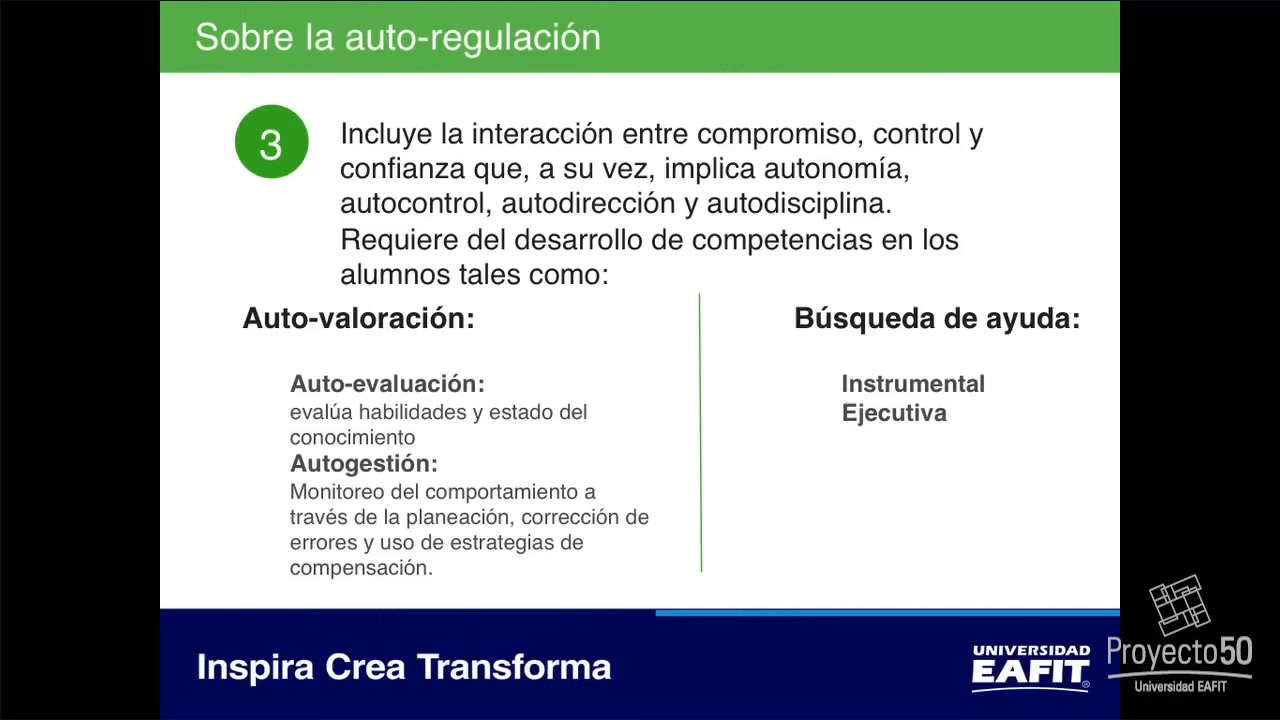 Sobre la auto-regulación
3
Incluye la interacción entre compromiso, control y
confianza que, a su vez, implica autonomía,
autocontrol, autodirección y autodisciplina.
Requiere del desarrollo de competencias en los
alumnos tales como:
Auto-valoración:
Auto-evaluación:
evalúa habilidades y estado del
conocimiento
Autogestión:
Monitoreo del comportamiento a
través de la planeación, corrección de
errores y uso de estrategias de
compensación.
Búsqueda de ayuda:
Instrumental
Ejecutiva
Inspira Crea Transforma
UNIVERSIDAD
EAFIT®
Proyecto50
Universidad EAFIT